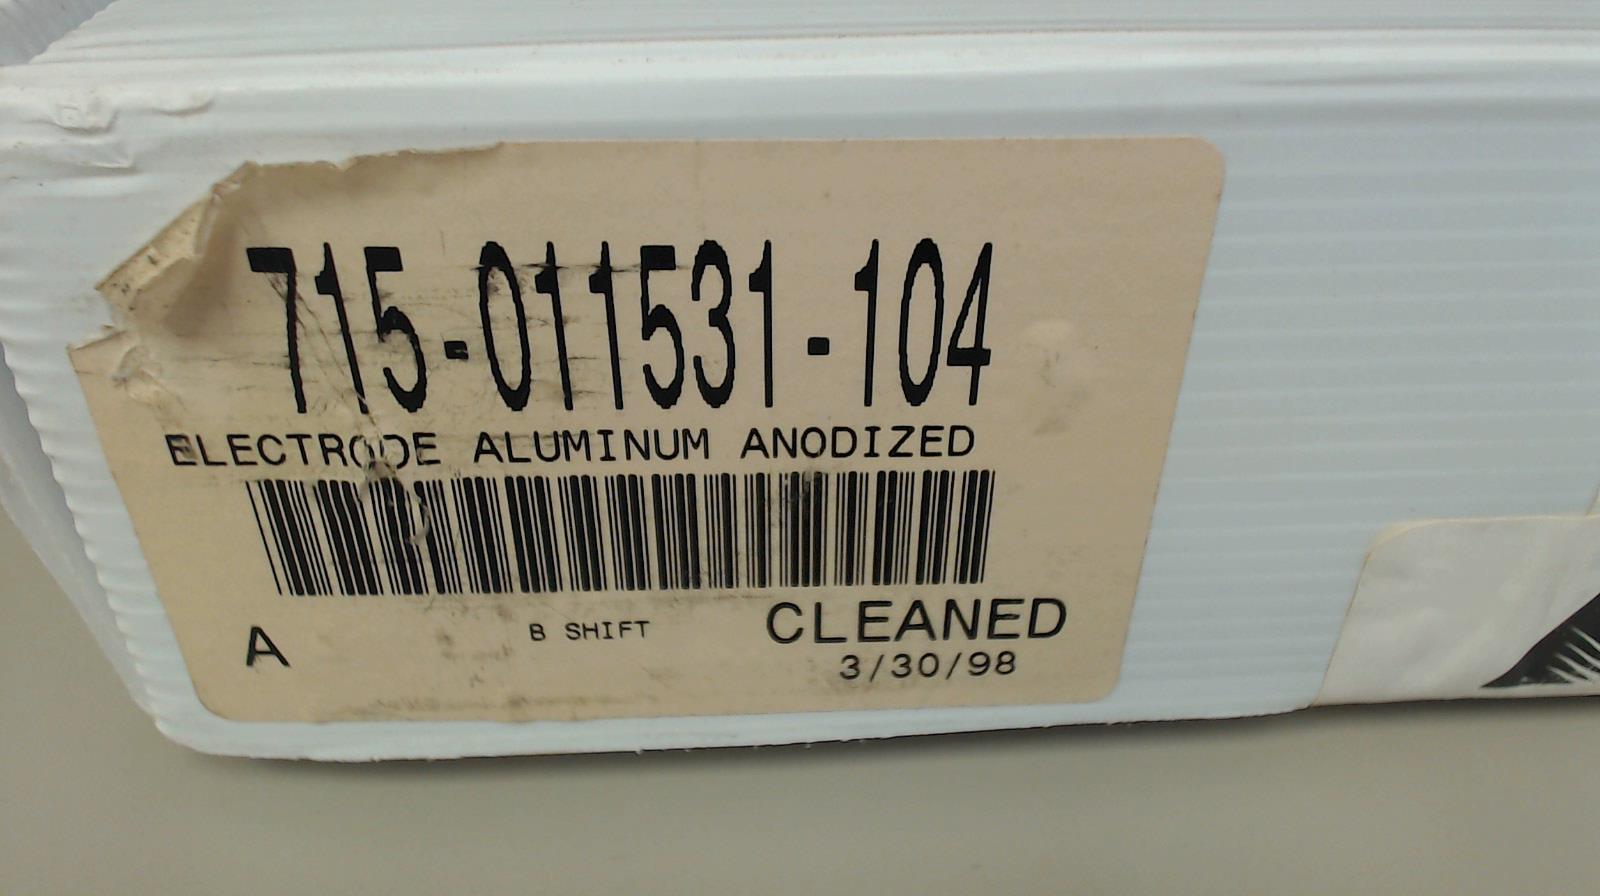 715-011531-104
ELECTRODE ALUMINUM ANODIZED
A
B SHIFT
CLEANED
3/30/98